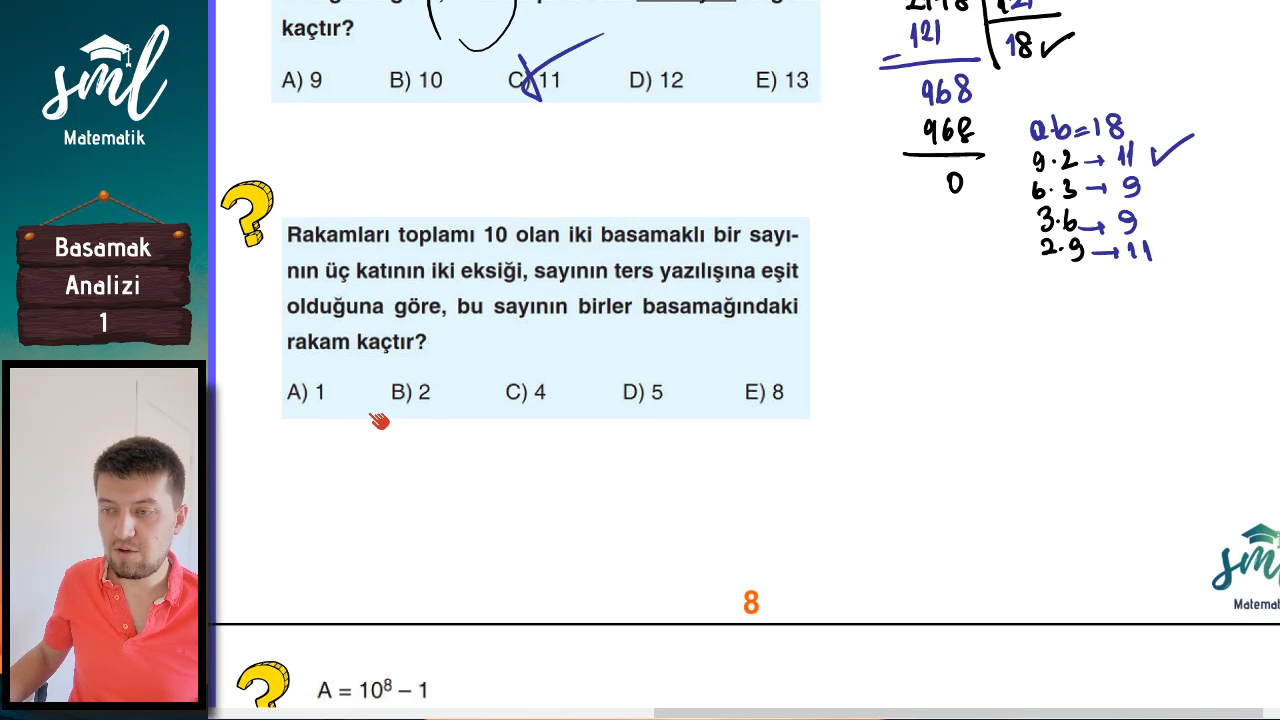 sml
Matematik
Basamak
Analizi
1
kaçtır?
A) 9 B) 10 C) 11 D) 12 E) 13
121
18
968
968
0
ab=18
9.2→11
6.3→9
3.6→9
2.9→11
Rakamları toplamı 10 olan iki basamaklı bir sayı-
nın üç katının iki eksiği, sayının ters yazılışına eşit
olduğuna göre, bu sayının birler basamağındaki
rakam kaçtır?
A) 1 B) 2 C) 4 D) 5 E) 8
8
A = 10⁸ – 1